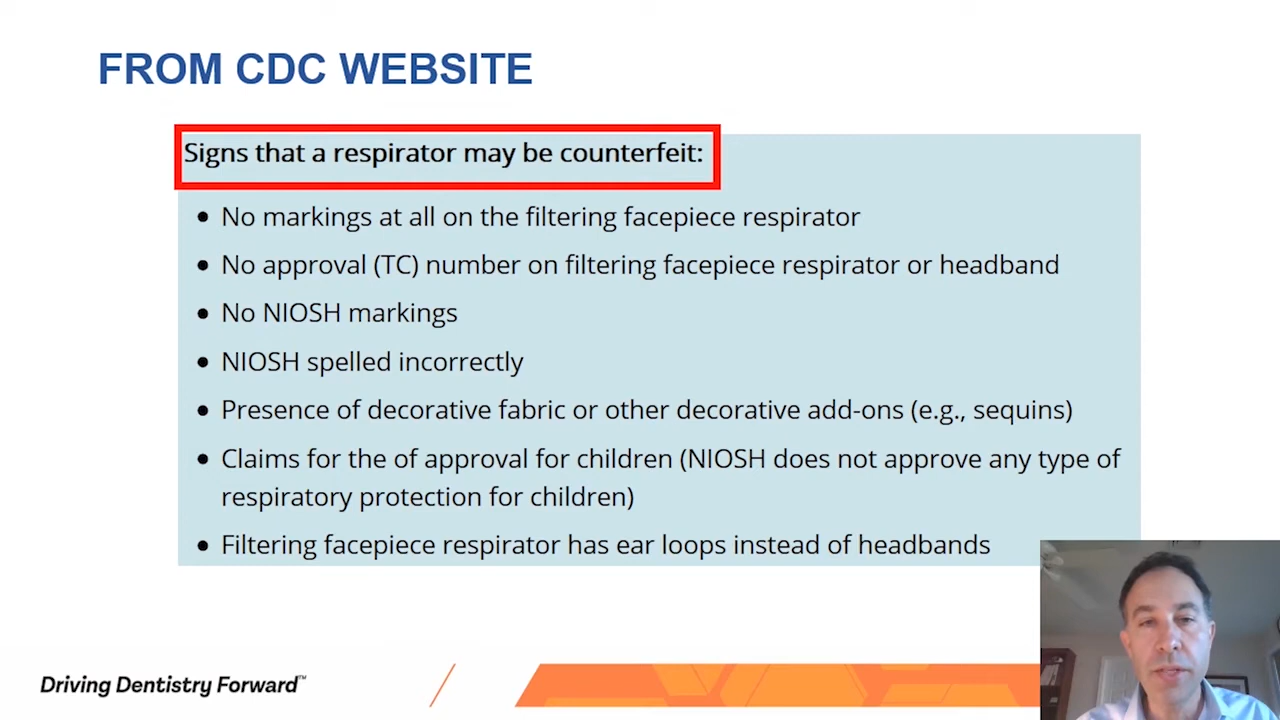 FROM CDC WEBSITE
Signs that a respirator may be counterfeit:
• No markings at all on the filtering facepiece respirator
• No approval (TC) number on filtering facepiece respirator or headband
• No NIOSH markings
• NIOSH spelled incorrectly
• Presence of decorative fabric or other decorative add-ons (e.g., sequins)
• Claims for the of approval for children (NIOSH does not approve any type of
respiratory protection for children)
• Filtering facepiece respirator has ear loops instead of headbands
Driving Dentistry Forward™